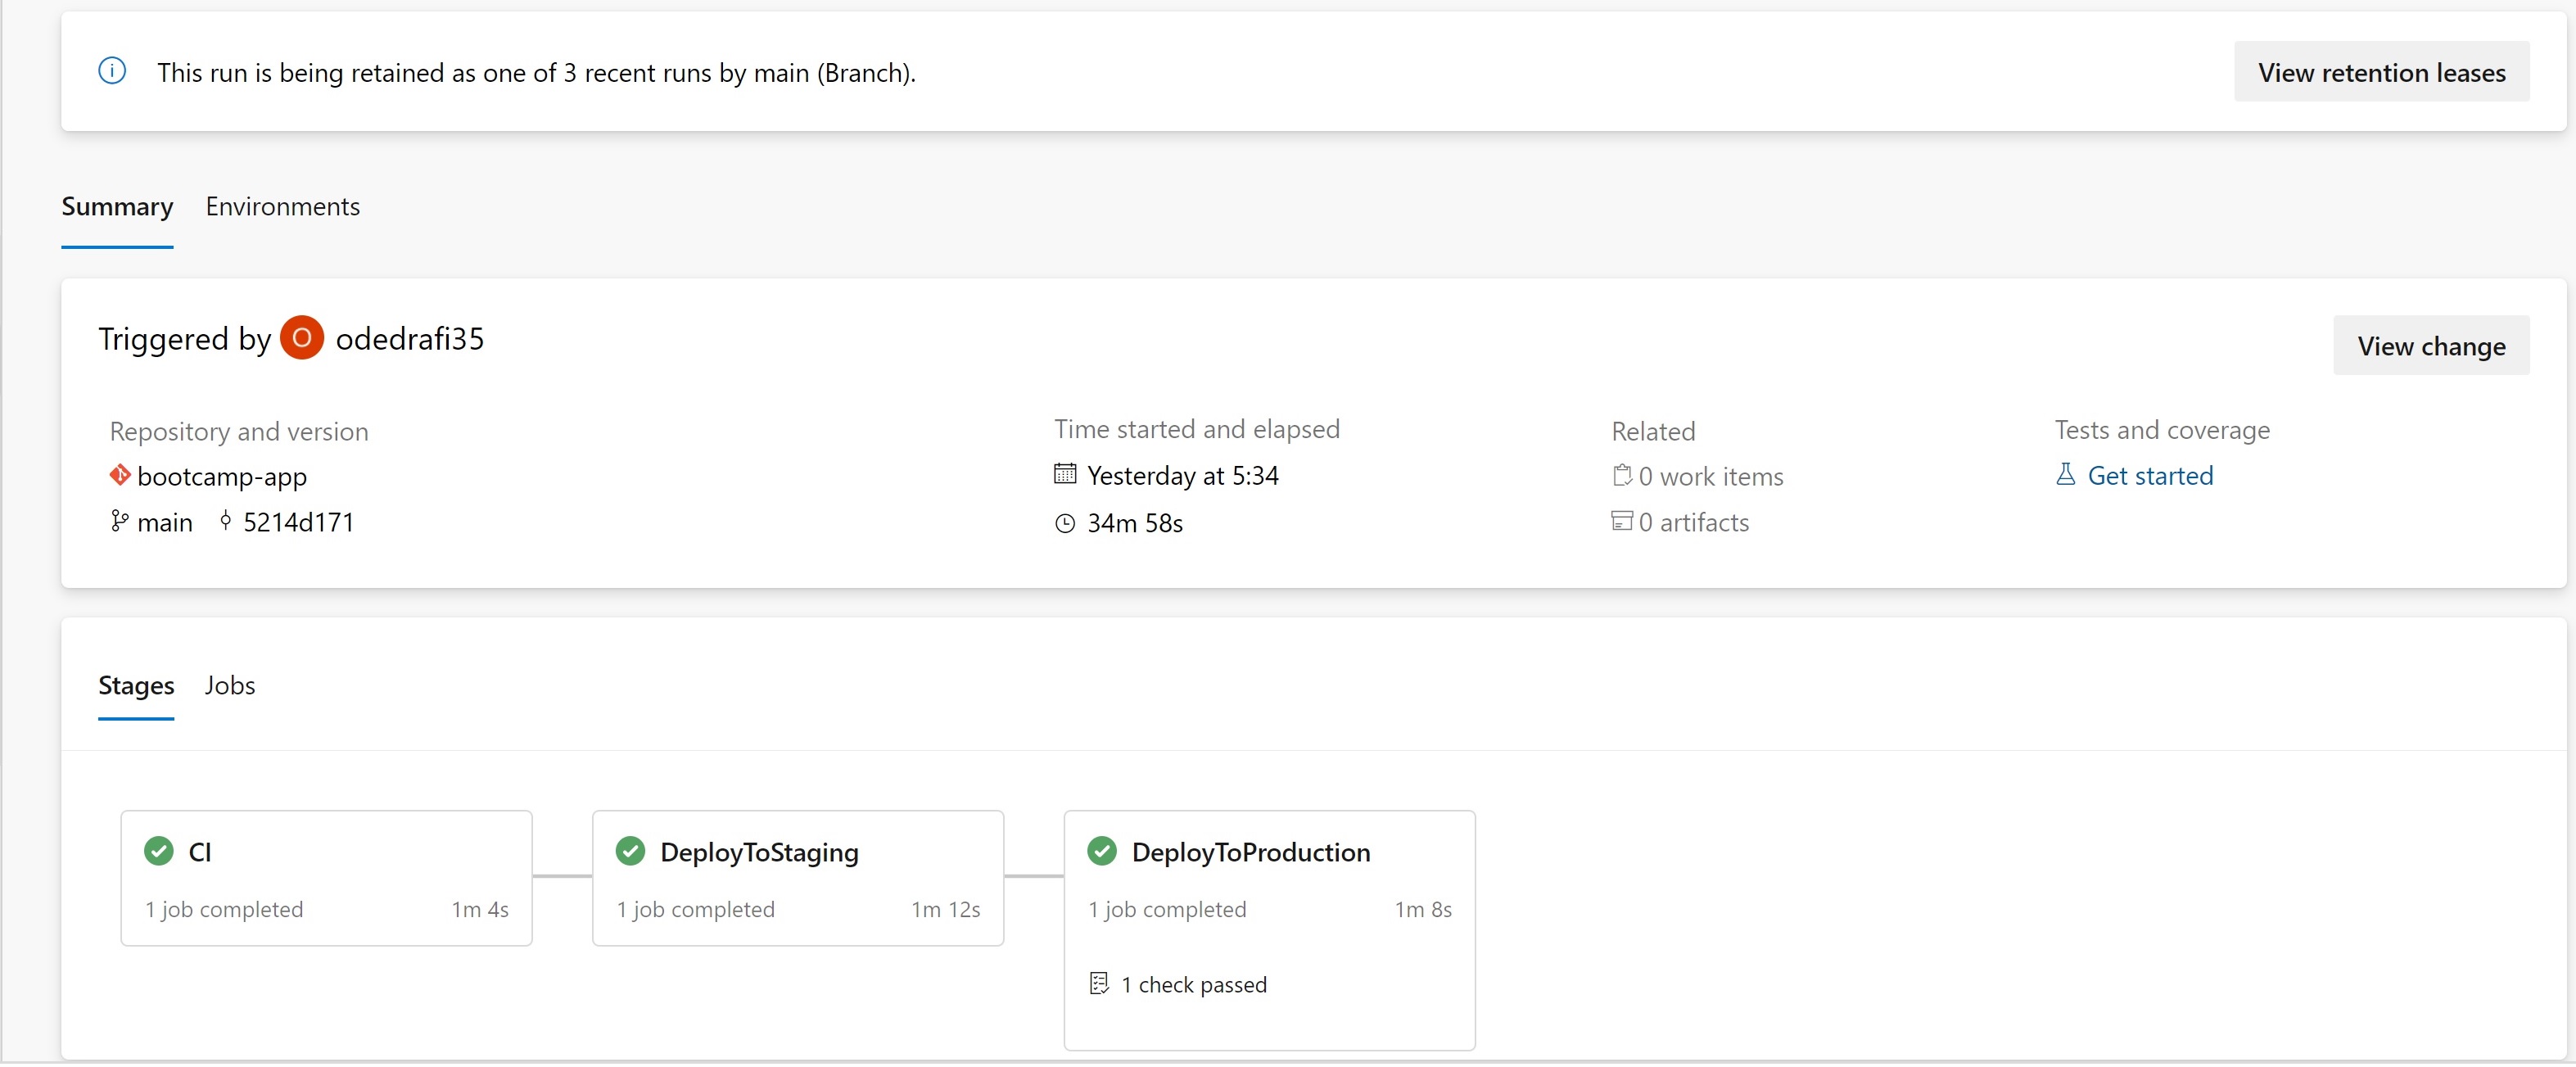 This run is being retained as one of 3 recent runs by main (Branch).
View retention leases
Summary
Environments
Triggered by O odedrafi35
View change
Repository and version
bootcamp-app
main 5214d171
Time started and elapsed
Yesterday at 5:34
34m 58s
Related
0 work items
0 artifacts
Tests and coverage
Get started
Stages
Jobs
CI
1 job completed 1m 4s
DeployToStaging
1 job completed 1m 12s
DeployToProduction
1 job completed 1m 8s
1 check passed